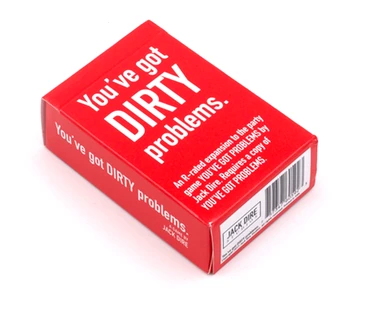 You've got
DIRTY
problems.
An R-rated expansion to the party
game YOU'VE GOT PROBLEMS by
Jack Dire. Requires a copy of
YOU'VE GOT PROBLEMS.
You've got DIRTY problems.
JACK DIRE
JACK DIRE